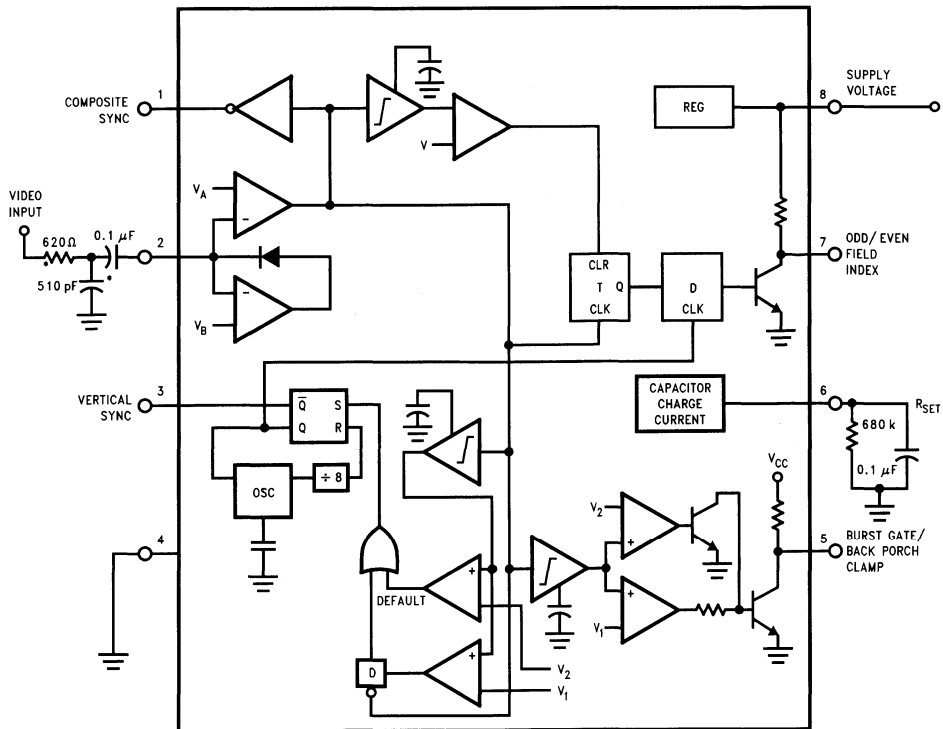 COMPOSITE
SYNC
1
V
REG
8
SUPPLY
VOLTAGE
VIDEO
INPUT
620Ω
*
0.1 μF
510 pF
*
2
V_A
-
-
V_B
CLR
T Q
CLK
D
CLK
7
ODD/EVEN
FIELD
INDEX
VERTICAL
SYNC
3
Q̅ S
Q R
OSC
÷ 8
CAPACITOR
CHARGE
CURRENT
6
R_SET
680 k
0.1 μF
4
DEFAULT
+
+
D
V_2
V_1
V_2
+
+
V_1
V_CC
5
BURST GATE/
BACK PORCH
CLAMP